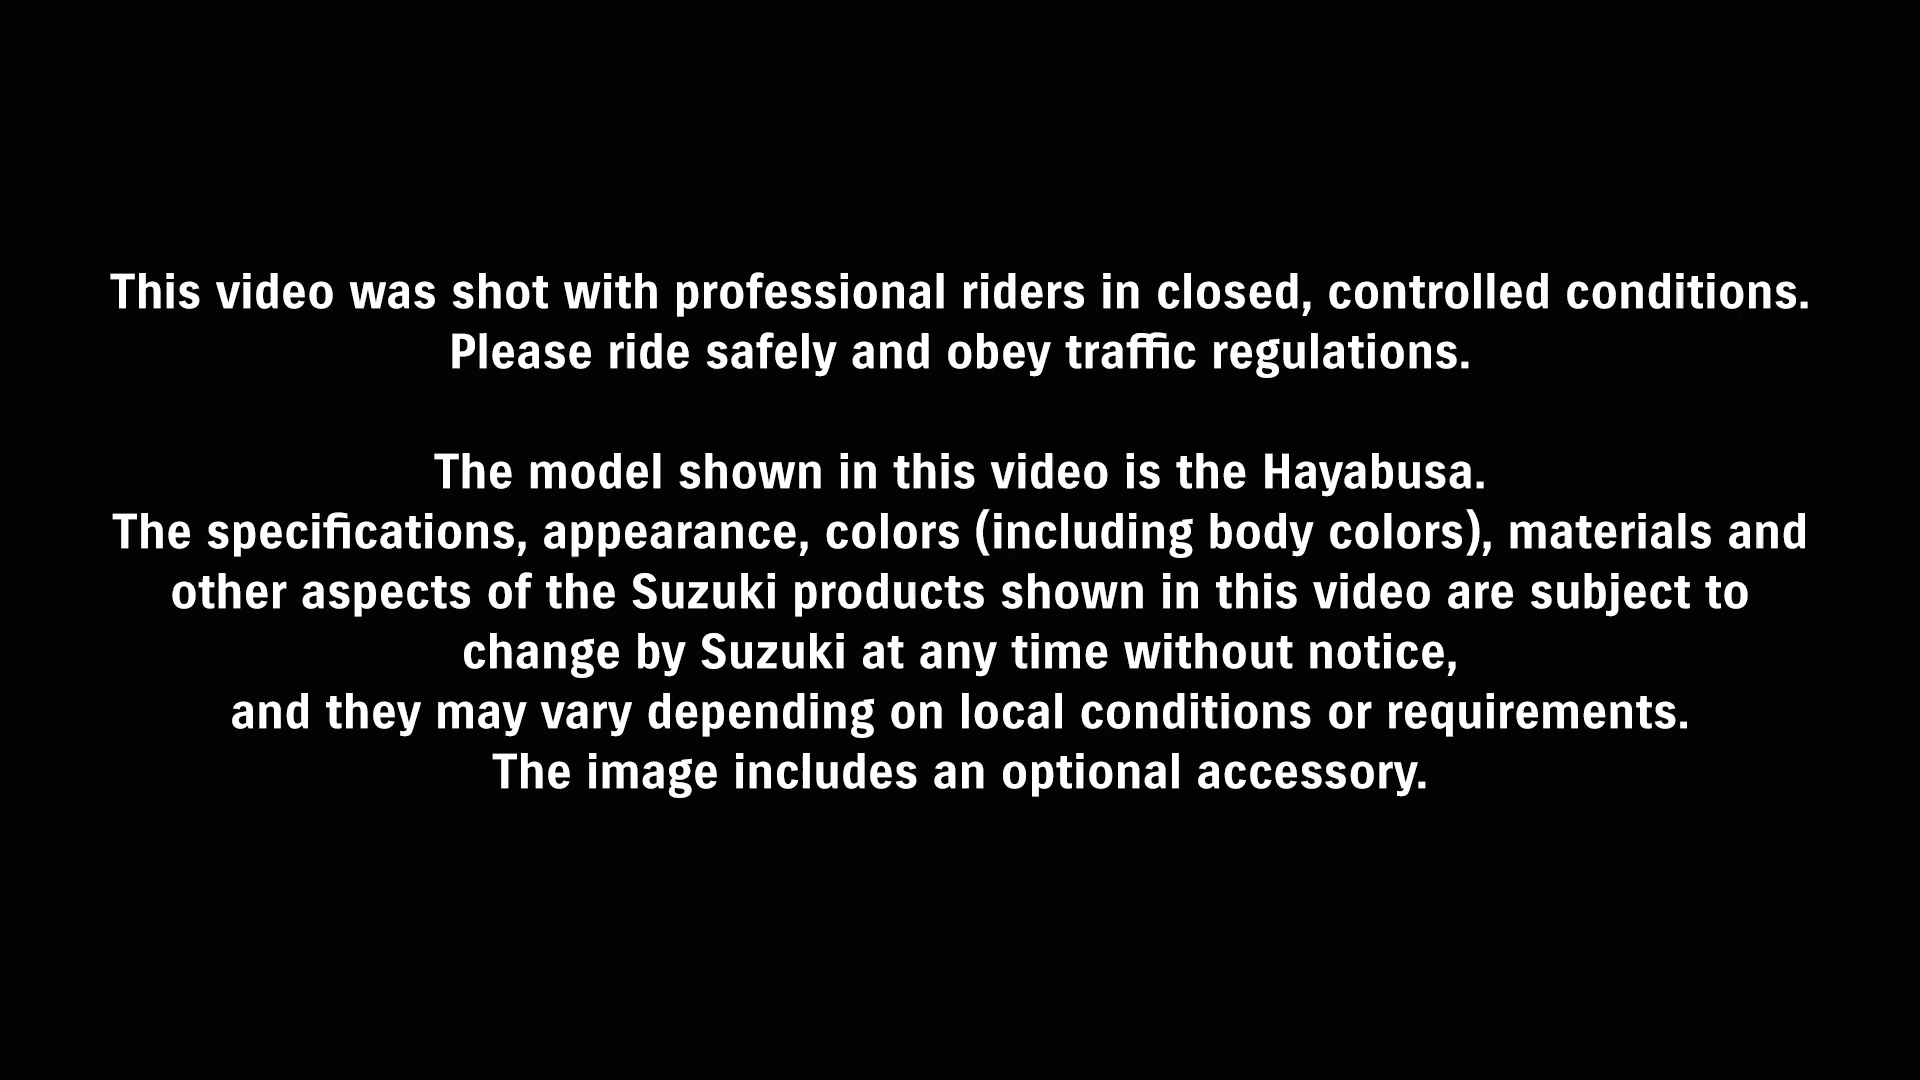 This video was shot with professional riders in closed, controlled conditions.
Please ride safely and obey traffic regulations.
The model shown in this video is the Hayabusa.
The specifications, appearance, colors (including body colors), materials and
other aspects of the Suzuki products shown in this video are subject to
change by Suzuki at any time without notice,
and they may vary depending on local conditions or requirements.
The image includes an optional accessory.